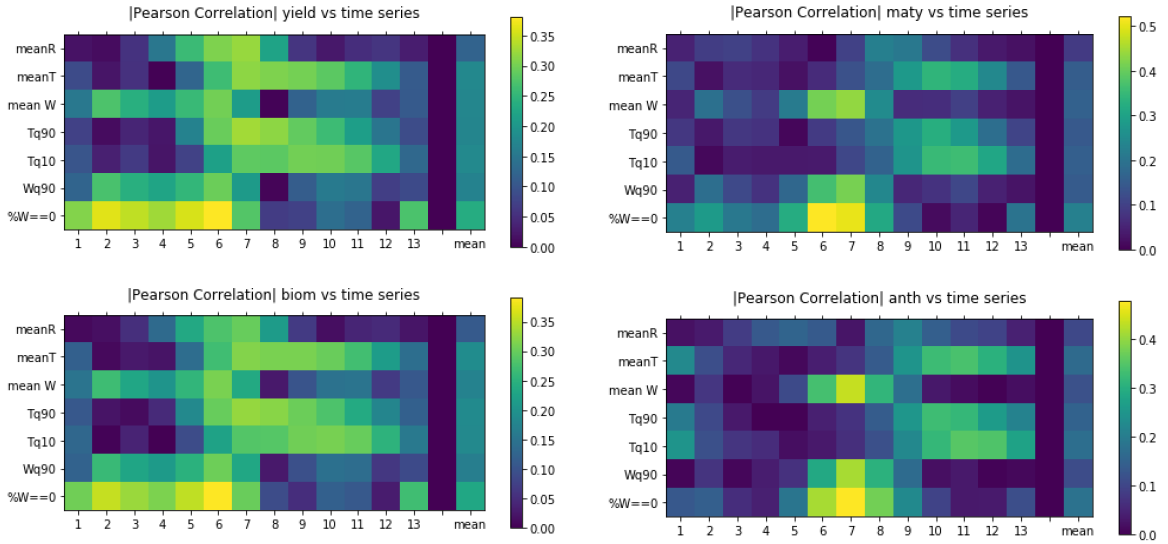 |Pearson Correlation| yield vs time series
meanR
meanT
mean W
Tq90
Tq10
Wq90
%W==0
1 2 3 4 5 6 7 8 9 10 11 12 13 mean
0.35
0.30
0.25
0.20
0.15
0.10
0.05
0.00
|Pearson Correlation| maty vs time series
meanR
meanT
mean W
Tq90
Tq10
Wq90
%W==0
1 2 3 4 5 6 7 8 9 10 11 12 13 mean
0.5
0.4
0.3
0.2
0.1
0.0
|Pearson Correlation| biom vs time series
meanR
meanT
mean W
Tq90
Tq10
Wq90
%W==0
1 2 3 4 5 6 7 8 9 10 11 12 13 mean
0.35
0.30
0.25
0.20
0.15
0.10
0.05
0.00
|Pearson Correlation| anth vs time series
meanR
meanT
mean W
Tq90
Tq10
Wq90
%W==0
1 2 3 4 5 6 7 8 9 10 11 12 13 mean
0.4
0.3
0.2
0.1
0.0